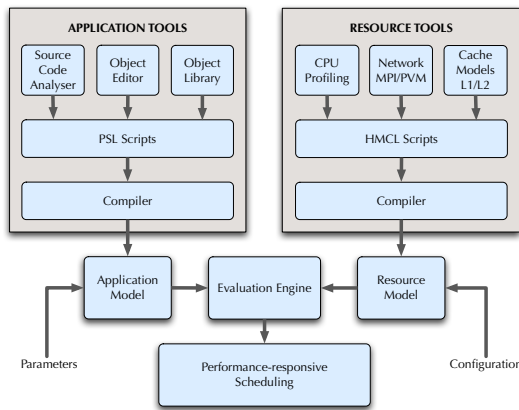 APPLICATION TOOLS
Source
Code
Analyser
Object
Editor
Object
Library
PSL Scripts
Compiler
RESOURCE TOOLS
CPU
Profiling
Network
MPI/PVM
Cache
Models
L1/L2
HMCL Scripts
Compiler
Application
Model
Evaluation Engine
Resource
Model
Parameters
Configuration
Performance-responsive
Scheduling